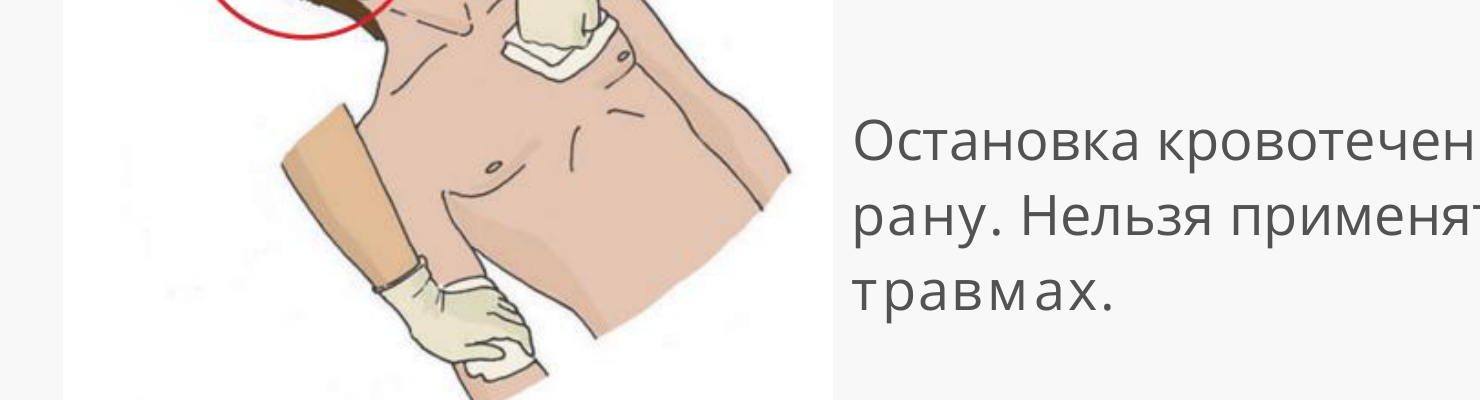 Остановка кровотечен
рану. Нельзя применят
травмах.